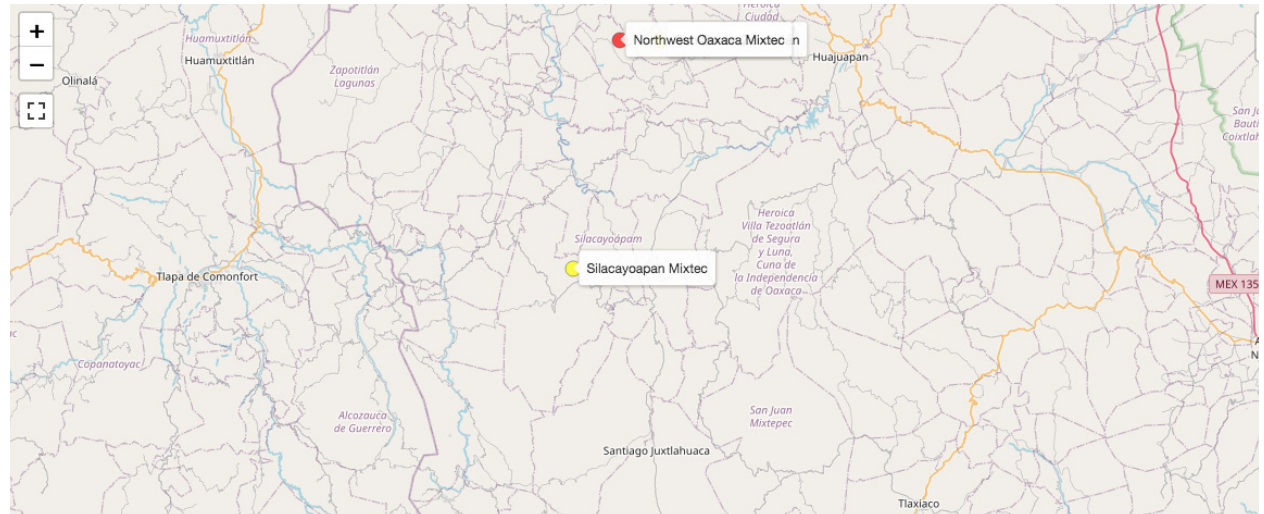 +
−
Huamuxtitlán
Huamuxtitlán
Olinalá
Zapotitlán
Lagunas
Heroica
Ciudad
Northwest Oaxaca Mixtec
n
Huajuapan
Silacayoápam
Silacayoapan Mixtec
Heroica
Villa Tezoatlán
de Segura
y Luna,
Cuna de
la Independencia
de Oaxaca
Tlapa de Comonfort
MEX 135
Copanatoyac
Alcozauca
de Guerrero
San Juan
Mixtepec
Santiago Juxtlahuaca
Tlaxiaco
San J
Bauti
Coixtlah
ac
A
N